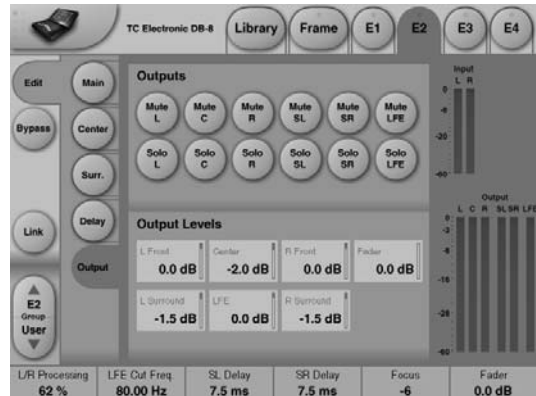 TC Electronic DB-8
Library
Frame
E1
E2
E3
E4
Edit
Bypass
Link
E2
Group
User
Main
Center
Surr.
Delay
Output
Outputs
Mute L
Mute C
Mute R
Mute SL
Mute SR
Mute LFE
Solo L
Solo C
Solo R
Solo SL
Solo SR
Solo LFE
Output Levels
L Front
0.0 dB
Center
-2.0 dB
R Front
0.0 dB
Fader
0.0 dB
L Surround
-1.5 dB
LFE
0.0 dB
R Surround
-1.5 dB
Input
L R
0
-20
-60
Output
L C R SL SR LFE
L/R Processing
62 %
LFE Cut Freq.
80.00 Hz
SL Delay
7.5 ms
SR Delay
7.5 ms
Focus
-6
Fader
0.0 dB